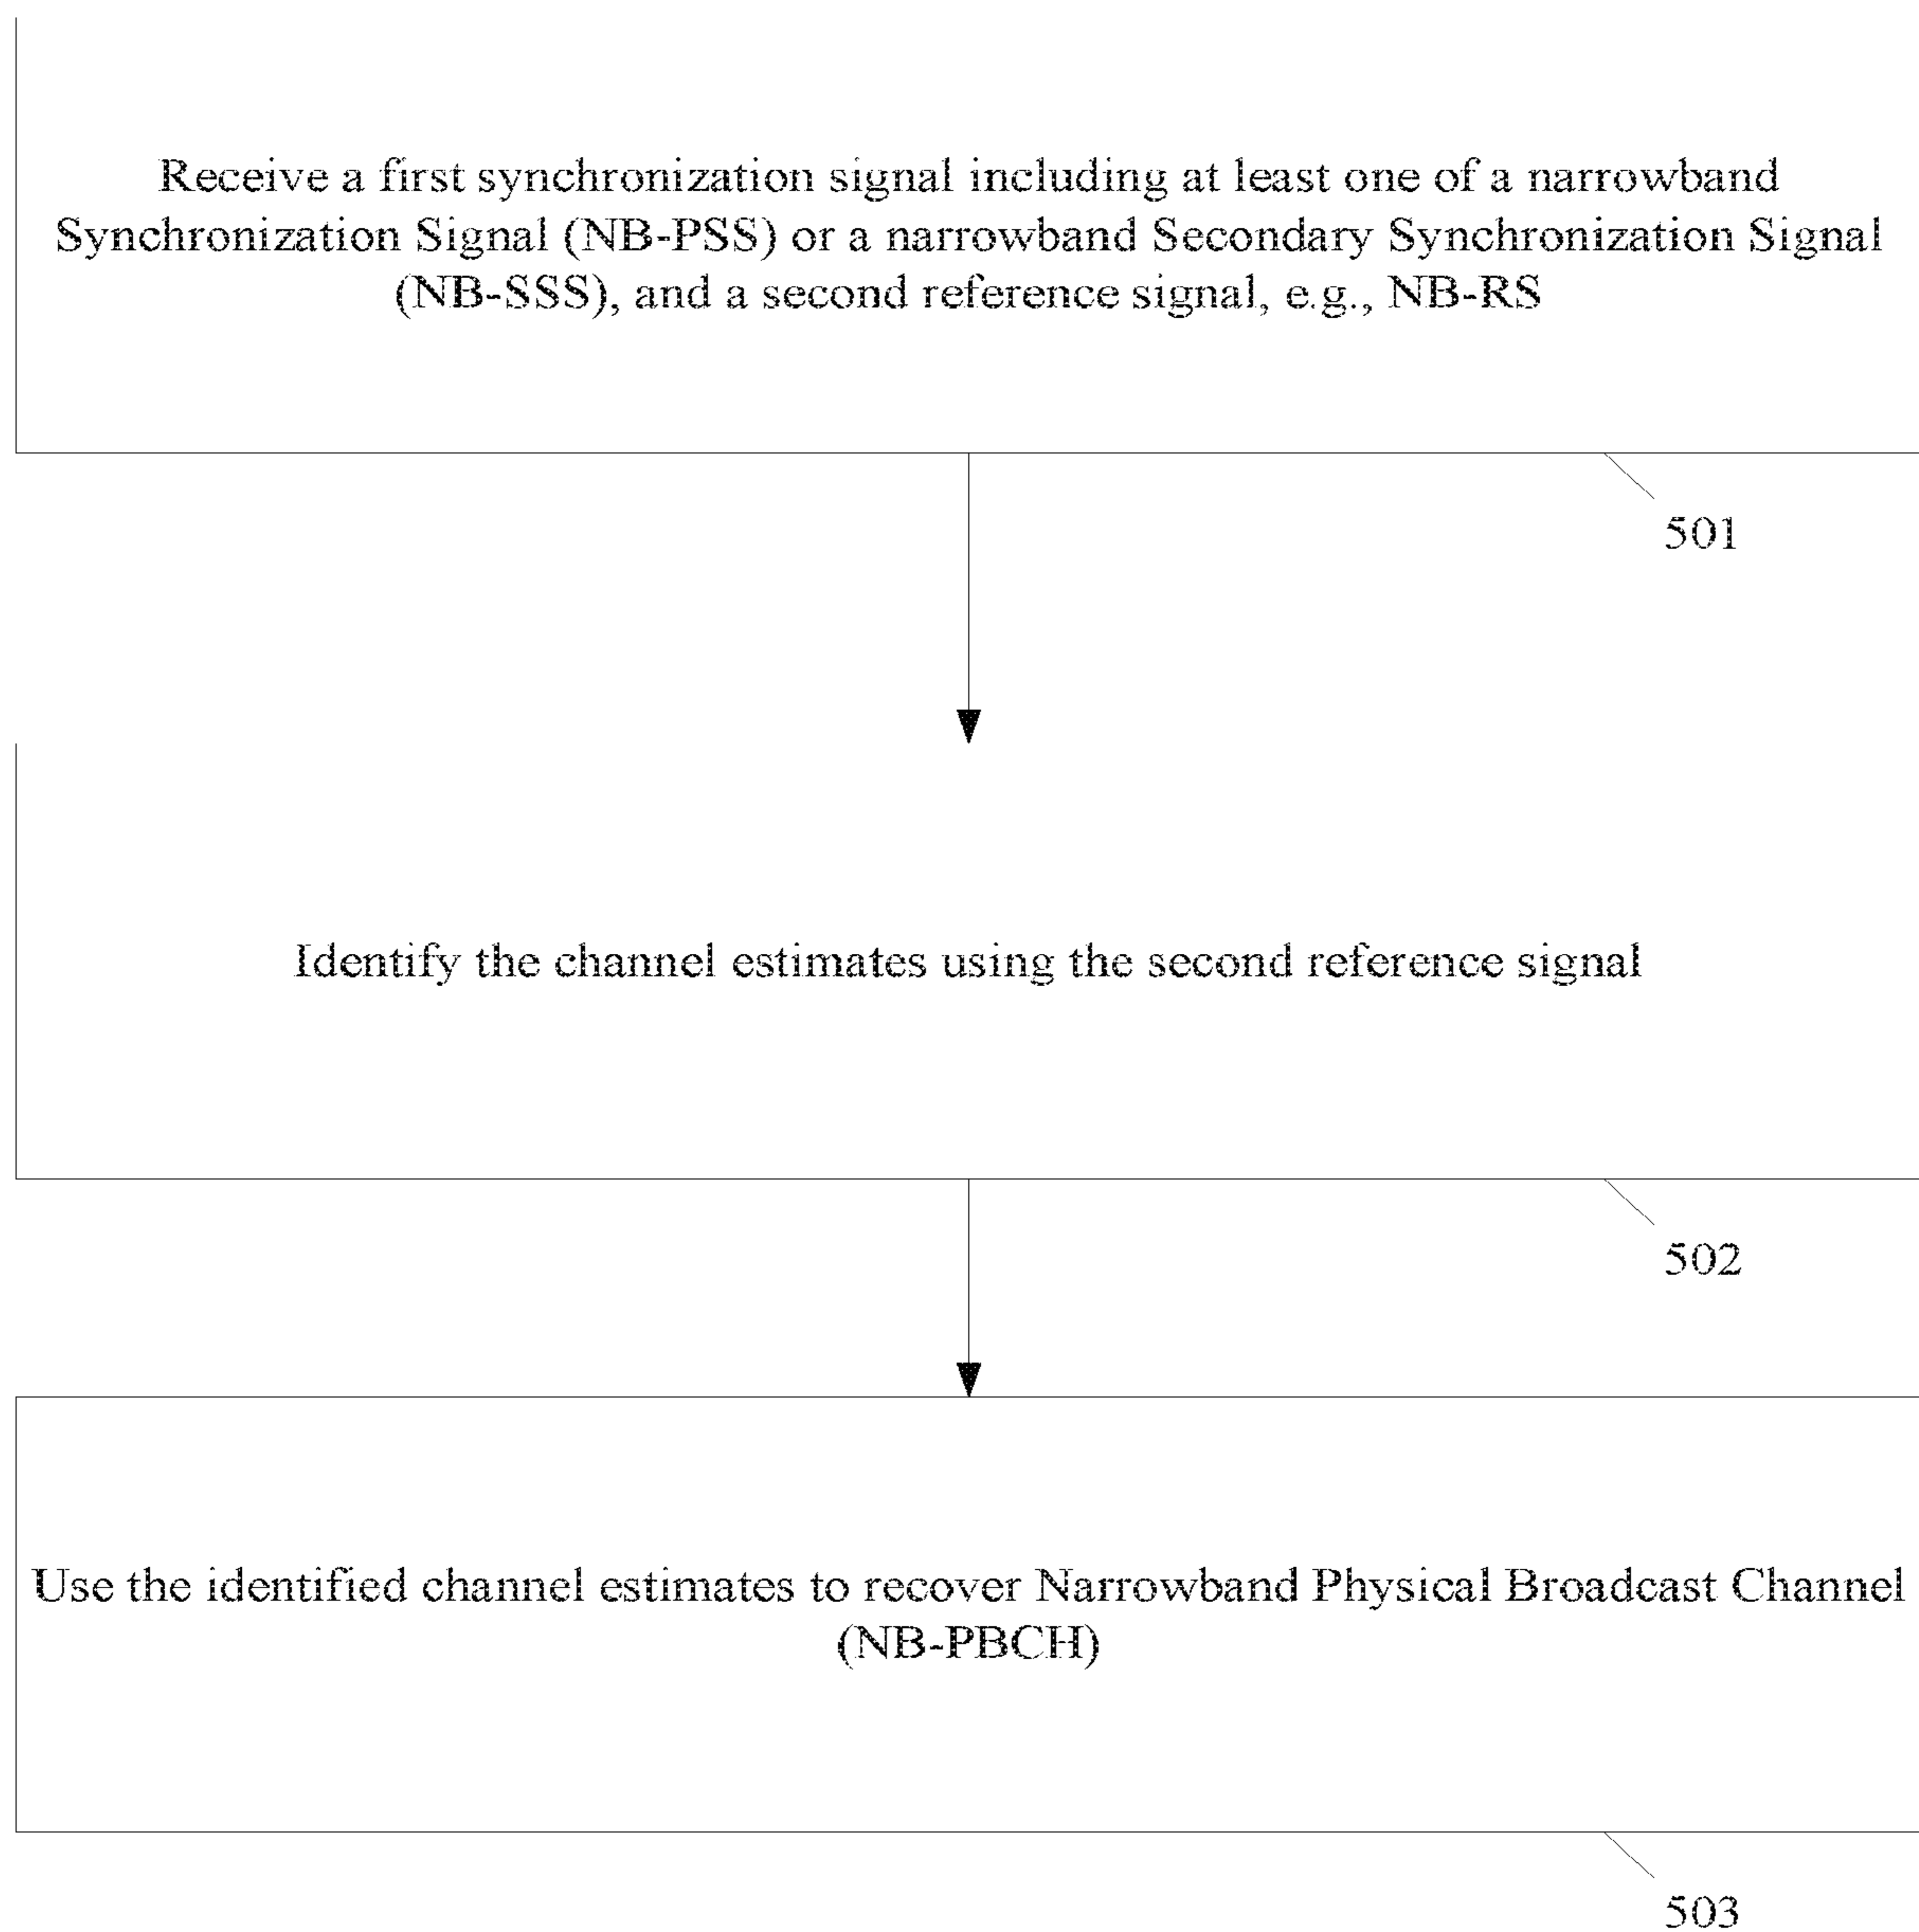 Receive a first synchronization signal including at least one of a narrowband
Synchronization Signal (NB-PSS) or a narrowband Secondary Synchronization Signal
(NB-SSS), and a second reference signal, e.g., NB-RS
501
Identify the channel estimates using the second reference signal
502
Use the identified channel estimates to recover Narrowband Physical Broadcast Channel
(NB-PBCH)
503